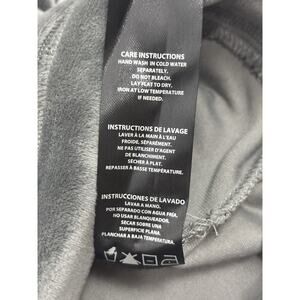 CARE INSTRUCTIONS
HAND WASH IN COLD WATER
SEPARATELY.
DO NOT BLEACH.
LAY FLAT TO DRY.
IRON AT LOW TEMPERATURE
IF NEEDED.
INSTRUCTIONS DE LAVAGE
LAVER À LA MAIN À L'EAU
FROIDE, SÉPARÉMENT.
NE PAS UTILISER D'AGENT
DE BLANCHIMENT.
SÉCHER À PLAT.
REPASSER À BASSE TEMPÉRATURE.
INSTRUCCIONES DE LAVADO
LAVAR A MANO.
POR SEPARADO CON AGUA FRÍA.
NO USAR BLANQUEADOR.
SECAR SOBRE UNA
SUPERFICIE PLANA.
PLANCHAR A BAJA TEMPERATURA.